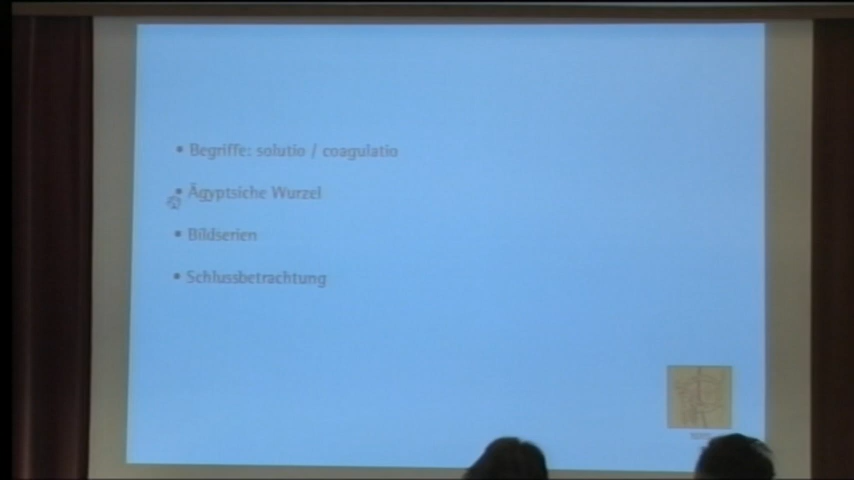 • Begriffe: solutio / coagulatio
• Ägyptsiche Wurzel
• Bildserien
• Schlussbetrachtung